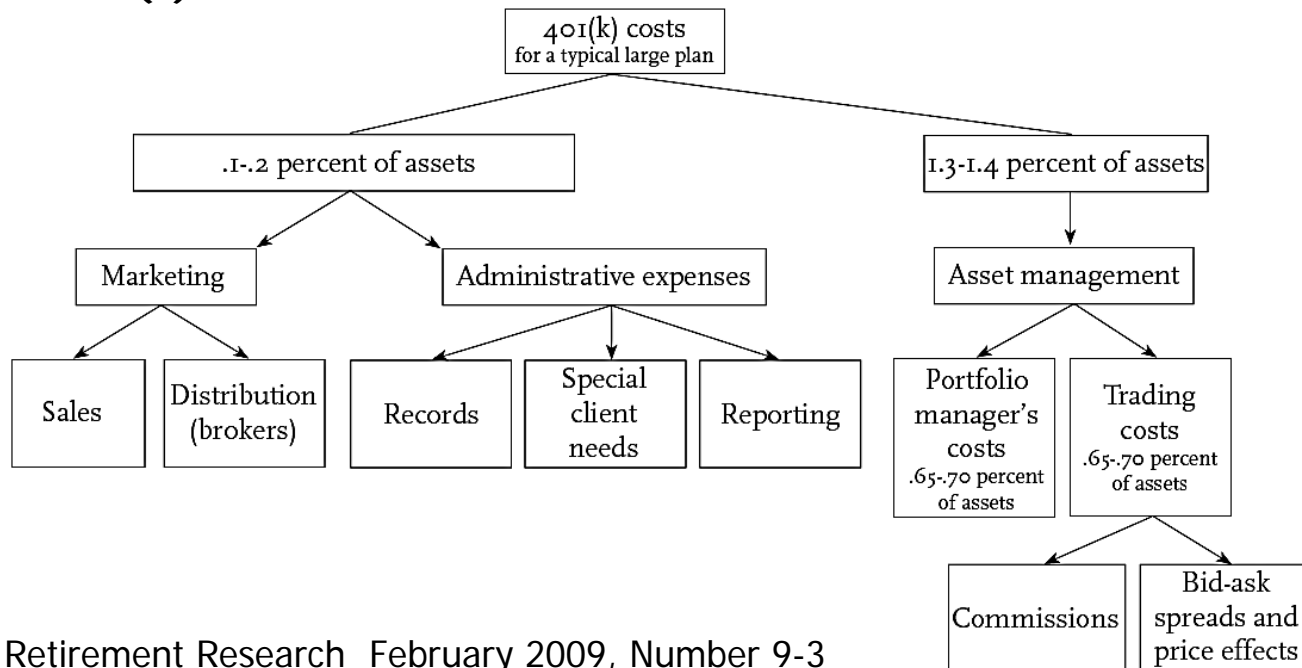 401(k) costs
for a typical large plan
.1-.2 percent of assets
1.3-1.4 percent of assets
Marketing
Administrative expenses
Asset management
Sales
Distribution
(brokers)
Records
Special
client
needs
Reporting
Portfolio
manager's
costs
.65-.70 percent
of assets
Trading
costs
.65-.70 percent
of assets
Commissions
Bid-ask
spreads and
price effects
Retirement Research February 2009, Number 9-3